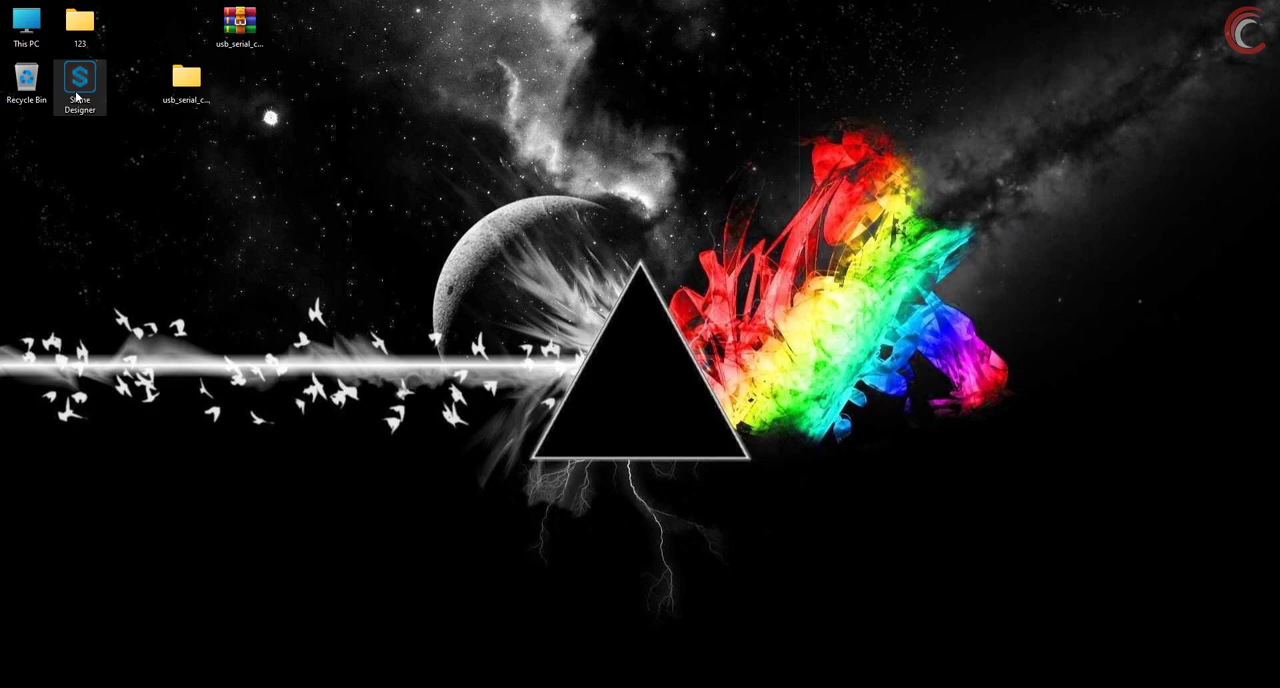 This PC
123
usb_serial_c...
Recycle Bin
Designer
usb_serial_c...